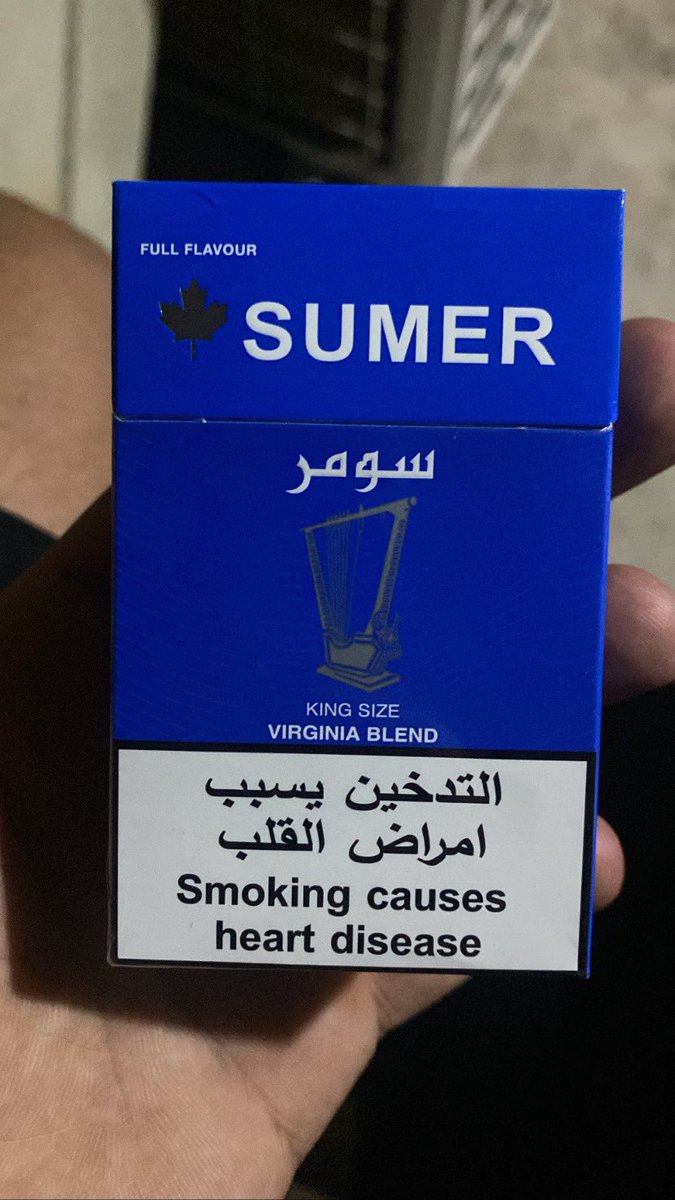 FULL FLAVOUR
SUMER
سومر
KING SIZE
VIRGINIA BLEND
التدخين يسبب
امراض القلب
Smoking causes
heart disease